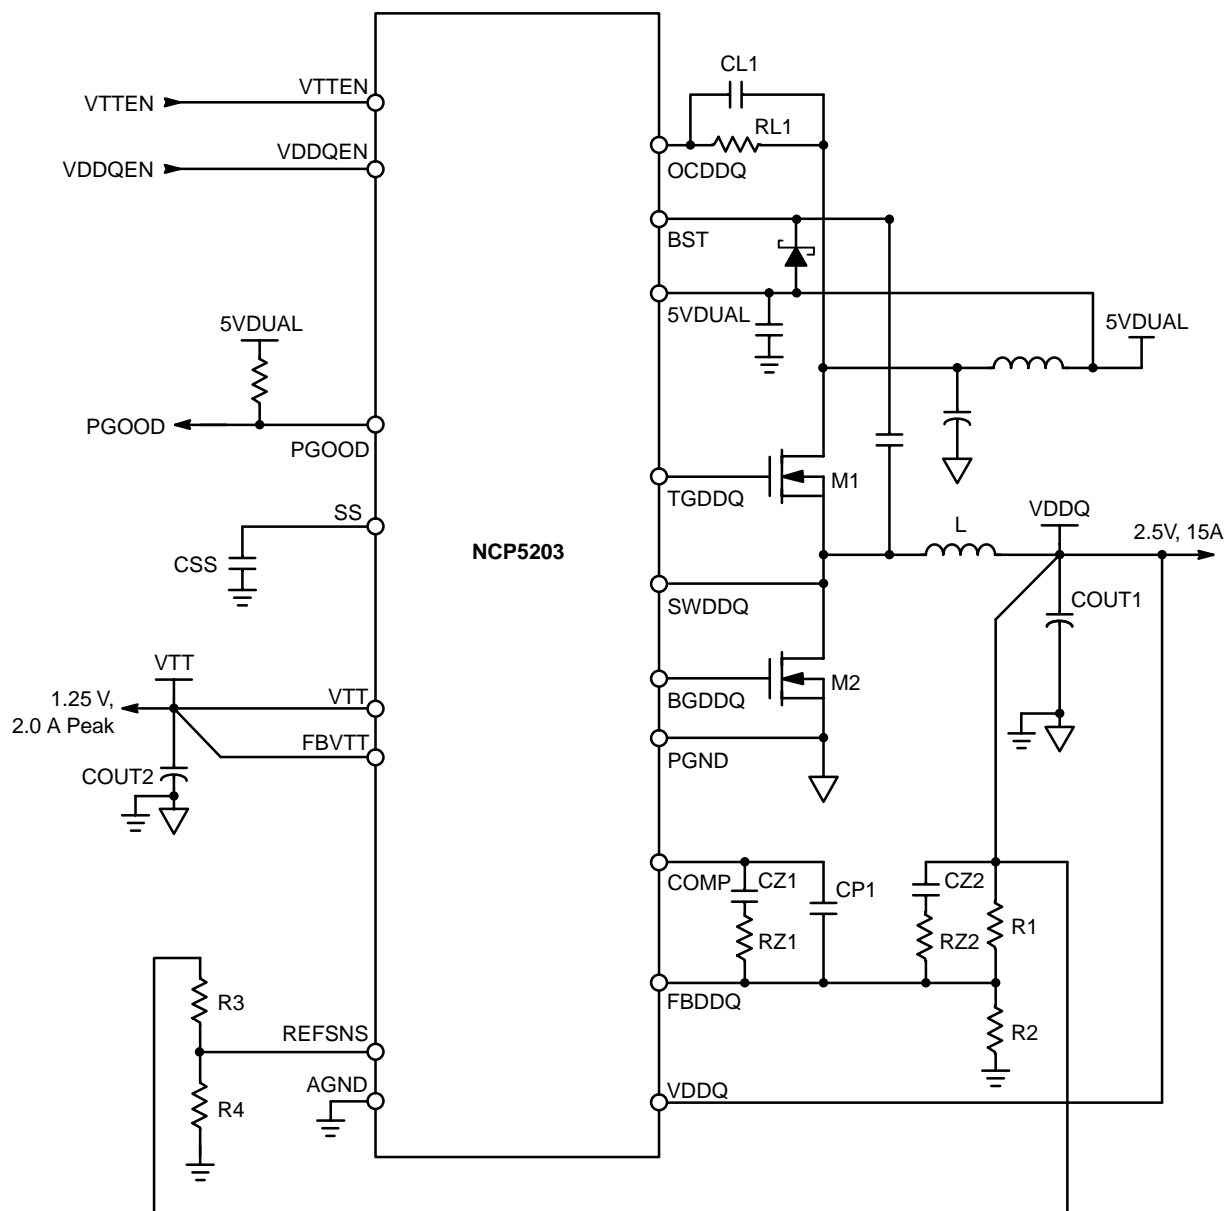 CL1
VTTEN
VTTEN
RL1
VDDQEN
VDDQEN
OCDDQ
BST
5VDUAL
5VDUAL
5VDUAL
PGOOD
PGOOD
TGDDQ
M1
SS
VDDQ
L
2.5V, 15A
NCP5203
CSS
SWDDQ
COUT1
VTT
1.25 V,
2.0 A Peak
VTT
BGDDQ
M2
FBVTT
PGND
COUT2
COMP
CZ1
CP1
CZ2
R1
RZ1
RZ2
FBDDQ
R3
REFSNS
R2
AGND
VDDQ
R4